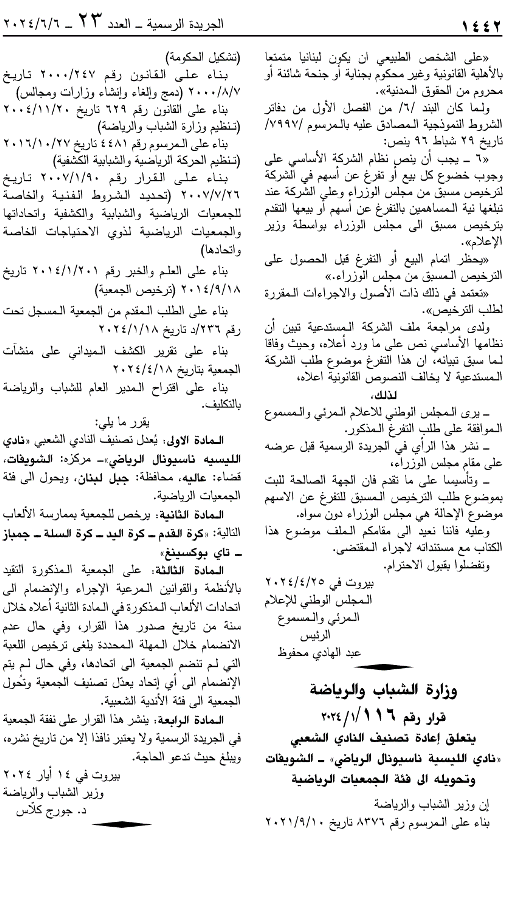 ١٤٤٢
الجريدة الرسمية ــ العدد ٢٣ ــ ٢٠٢٤/٦/٦
«على الشخص الطبيعي ان يكون لبنانيا متمتعا
بالأهلية القانونية وغير محكوم بجناية أو جنحة شائنة أو
محروم من الحقوق المدنية».
ولما كان البند /٦/ من الفصل الأول من دفاتر
الشروط النموذجية المصادق عليه بالمرسوم /٧٩٩٧/
تاريخ ٢٩ شباط ٩٦ ينص:
«٦ ــ يجب أن ينص نظام الشركة الأساسي على
وجوب خضوع كل بيع أو تفرغ عن أسهم في الشركة
لترخيص مسبق من مجلس الوزراء وعلى الشركة عند
تبلغها نية المساهمين بالتفرغ عن أسهم أو بيعها التقدم
بترخيص مسبق الى مجلس الوزراء بواسطة وزير
الإعلام».
«يحظر اتمام البيع أو التفرغ قبل الحصول على
الترخيص المسبق من مجلس الوزراء.»
«تعتمد في ذلك ذات الأصول والاجراءات المقررة
لطلب الترخيص».
ولدى مراجعة ملف الشركة المستدعية تبين أن
نظامها الأساسي نص على ما ورد أعلاه، وحيث وفاقا
لما سبق تبيانه، ان هذا التفرغ موضوع طلب الشركة
المستدعية لا يخالف النصوص القانونية اعلاه،
لذلك،
ــ يرى المجلس الوطني للاعلام المرئي والمسموع
الموافقة على طلب التفرغ المذكور.
ــ نشر هذا الرأي في الجريدة الرسمية قبل عرضه
على مقام مجلس الوزراء،
ــ وتأسيسا على ما تقدم فان الجهة الصالحة للبت
بموضوع طلب الترخيص المسبق للتفرغ عن الاسهم
موضوع الإحالة هي مجلس الوزراء دون سواه.
وعليه فاننا نعيد الى مقامكم الملف موضوع هذا
الكتاب مع مستنداته لاجراء المقتضى.
وتفضلوا بقبول الاحترام.
بيروت في ٢٠٢٤/٤/٢٥
المجلس الوطني للإعلام
المرئي والمسموع
الرئيس
عبد الهادي محفوظ
وزارة الشباب والرياضة
قرار رقم ٢٠٢٤/١/١١٦
يتعلق بإعادة تصنيف النادي الشعبي
«نادي الليسية ناسيونال الرياضي» ــ الشويفات
وتحويله الى فئة الجمعيات الرياضية
إن وزير الشباب والرياضة
بناء على المرسوم رقم ٨٣٧٦ تاريخ ٢٠٢١/٩/١٠
(تشكيل الحكومة)
بناء على القانون رقم ٢٠٠٠/٢٤٧ تاريخ
٢٠٠٠/٨/٧ (دمج وإلغاء وإنشاء وزارات ومجالس)
بناء على القانون رقم ٦٢٩ تاريخ ٢٠٠٤/١١/٢٠
(تنظيم وزارة الشباب والرياضة)
بناء على المرسوم رقم ٤٤٨١ تاريخ ٢٠١٦/١٠/٢٧
(تنظيم الحركة الرياضية والشبابية الكشفية)
بناء على القرار رقم ٢٠٠٧/١/٩٠ تاريخ
٢٠٠٧/٧/٢٦ (تحديد الشروط الفنية والخاصة
للجمعيات الرياضية والشبابية والكشفية واتحاداتها
والجمعيات الرياضية لذوي الاحتياجات الخاصة
واتحادها)
بناء على العلم والخبر رقم ٢٠١٤/١/٢٠١ تاريخ
٢٠١٤/٩/١٨ (ترخيص الجمعية)
بناء على الطلب المقدم من الجمعية المسجل تحت
رقم ٢٣٦/د تاريخ ٢٠٢٤/١/١٨
بناء على تقرير الكشف الميداني على منشآت
الجمعية بتاريخ ٢٠٢٤/٤/١٨
بناء على اقتراح المدير العام للشباب والرياضة
بالتكليف.
يقرر ما يلي:
المادة الاولى: يُعدل تصنيف النادي الشعبي «نادي
الليسيه ناسيونال الرياضي»ــ مركزه: الشويفات،
قضاء: عاليه، محافظة: جبل لبنان، ويحول الى فئة
الجمعيات الرياضية.
المادة الثانية: يرخص للجمعية بممارسة الألعاب
التالية: «كرة القدم ــ كرة اليد ــ كرة السلة ــ جمباز
ــ تاي بوكسينغ»
المادة الثالثة: على الجمعية المذكورة التقيد
بالأنظمة والقوانين المرعية الإجراء والإنضمام الى
اتحادات الألعاب المذكورة في المادة الثانية أعلاه خلال
سنة من تاريخ صدور هذا القرار، وفي حال عدم
الانضمام خلال المهلة المحددة يلغى ترخيص اللعبة
التي لم تنضم الجمعية الى اتحادها، وفي حال لم يتم
الإنضمام الى أي إتحاد يعدّل تصنيف الجمعية وتحُول
الجمعية الى فئة الأندية الشعبية.
المادة الرابعة: ينشر هذا القرار على نفقة الجمعية
في الجريدة الرسمية ولا يعتبر نافذا إلا من تاريخ نشره،
ويبلغ حيث تدعو الحاجة.
بيروت في ١٤ أيار ٢٠٢٤
وزير الشباب والرياضة
د. جورج كلّاس